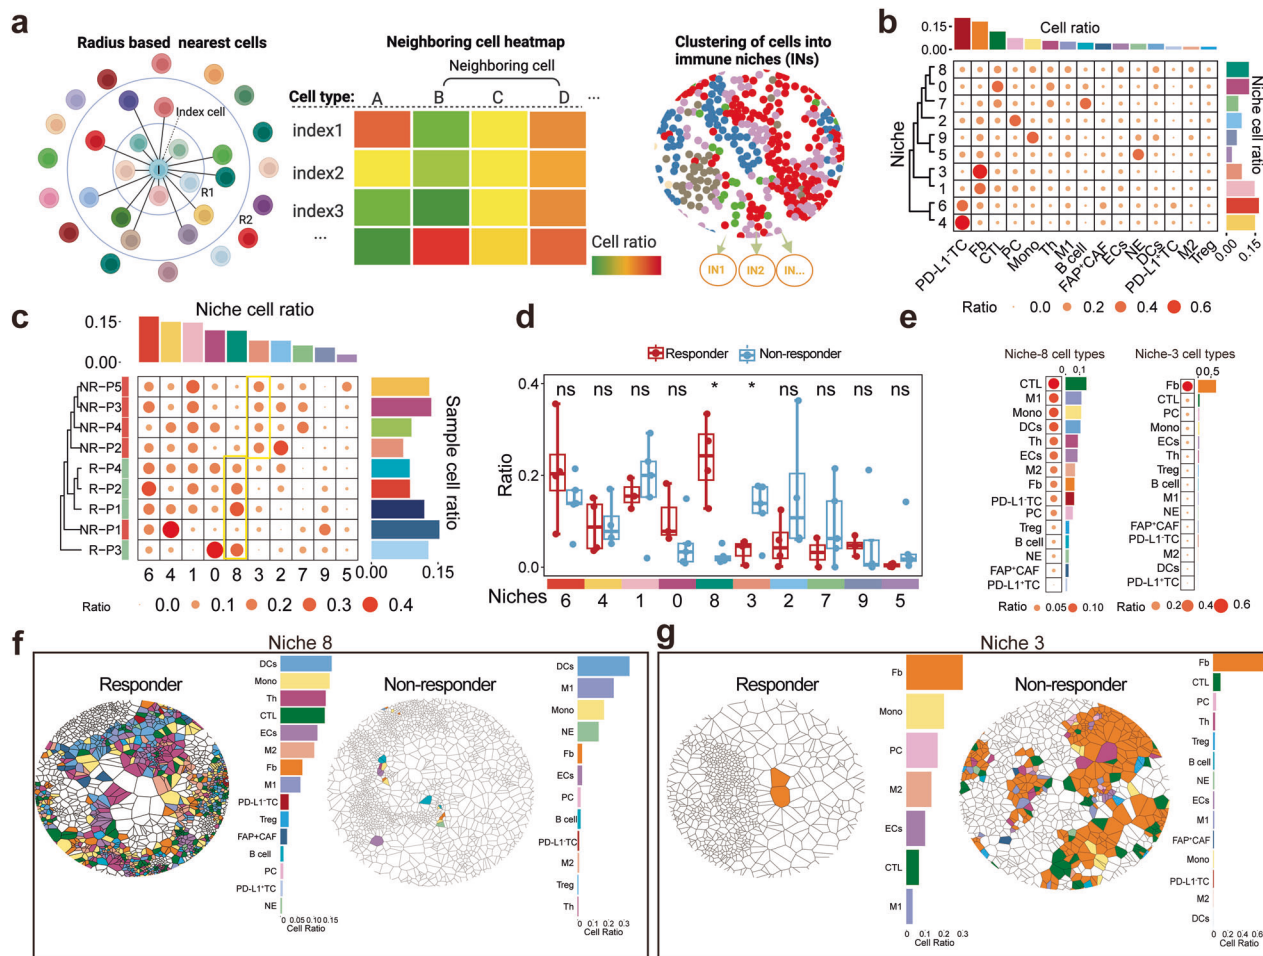 a
Radius based nearest cells
Index cell
I
R1
R2
Neighboring cell heatmap
Neighboring cell
Cell type:
A B C D ...
index1
index2
index3
...
Cell ratio
Clustering of cells into
immune niches (INs)
IN1 IN2 IN...
b
Cell ratio
0.15
0.00
Niche
8
0
7
2
9
5
3
1
6
4
Niche cell ratio
0.00 0.15
PD-L1⁻TC Fb CTL PC Mono Th M1 B cell FAP⁺CAF ECs NE DCs PD-L1⁺TC M2 Treg
Ratio 0.0 0.2 0.4 0.6
c
Niche cell ratio
0.15
0.00
NR-P5
NR-P3
NR-P4
NR-P2
R-P4
R-P2
R-P1
NR-P1
R-P3
6 4 1 0 8 3 2 7 9 5
Sample cell ratio
0.00 0.15
Ratio 0.0 0.1 0.2 0.3 0.4
d
Responder Non-responder
Ratio
0.4
0.2
0.0
ns ns ns ns * * ns ns ns ns
Niches 6 4 1 0 8 3 2 7 9 5
e
Niche-8 cell types
0 0.1
CTL
M1
Mono
DCs
Th
ECs
M2
Fb
PD-L1⁻TC
PC
Treg
B cell
NE
FAP⁺CAF
PD-L1⁺TC
Ratio 0.05 0.10
Niche-3 cell types
0.0 0.5
Fb
CTL
PC
Mono
ECs
Th
Treg
B cell
M1
NE
FAP⁺CAF
PD-L1⁻TC
M2
DCs
PD-L1⁺TC
Ratio 0.2 0.4 0.6
f
Niche 8
Responder
DCs
Mono
Th
CTL
ECs
M2
Fb
M1
PD-L1⁻TC
Treg
FAP+CAF
B cell
PC
PD-L1⁺TC
NE
0 0.05 0.10 0.15
Cell Ratio
Non-responder
DCs
M1
Mono
NE
Fb
ECs
PC
B cell
PD-L1⁻TC
M2
Treg
Th
0 0.1 0.2 0.3
Cell Ratio
g
Niche 3
Responder
Fb
Mono
PC
M2
ECs
CTL
M1
0 0.1 0.2 0.3
Cell Ratio
Non-responder
Fb
CTL
PC
Th
Treg
B cell
NE
ECs
M1
FAP⁺CAF
Mono
PD-L1⁻TC
M2
DCs
0 0.2 0.4 0.6
Cell Ratio